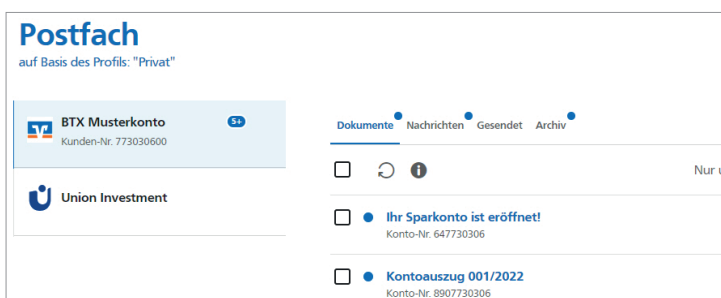 Postfach
auf Basis des Profils: "Privat"
BTX Musterkonto 5+
Kunden-Nr. 773030600
Union Investment
Dokumente Nachrichten Gesendet Archiv
Nur
Ihr Sparkonto ist eröffnet!
Konto-Nr. 647730306
Kontoauszug 001/2022
Konto-Nr. 8907730306